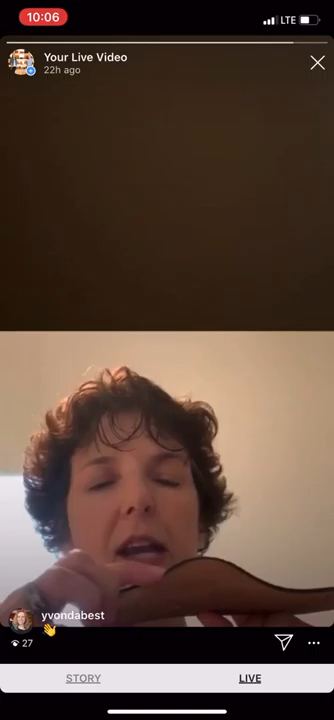 10:06
LTE
Your Live Video
22h ago
yvondabest
👋
27
STORY
LIVE